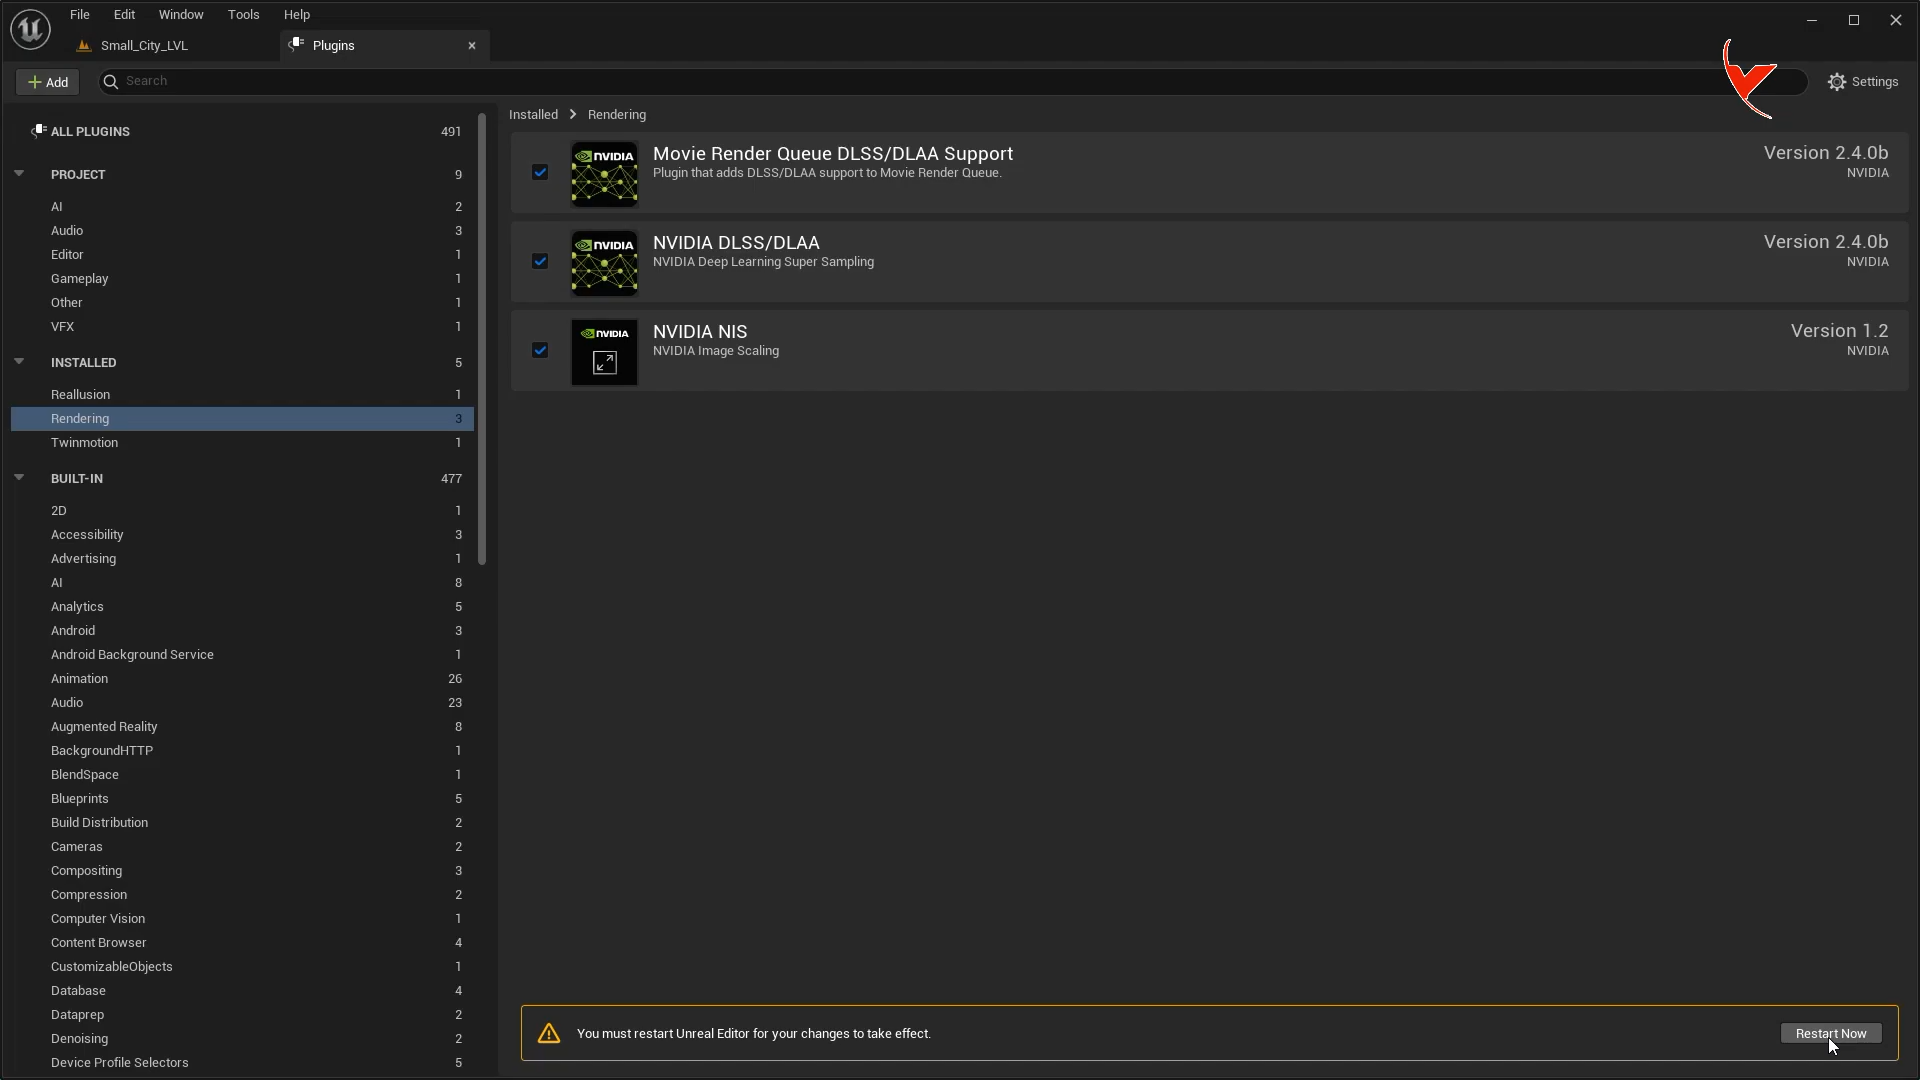 File Edit Window Tools Help
Small_City_LVL Plugins
Add Search Settings
ALL PLUGINS 491
PROJECT 9
AI 2
Audio 3
Editor 1
Gameplay 1
Other 1
VFX 1
INSTALLED 5
Reallusion 1
Rendering 3
Twinmotion 1
BUILT-IN 477
2D 1
Accessibility 3
Advertising 1
AI 8
Analytics 5
Android 3
Android Background Service 1
Animation 26
Audio 23
Augmented Reality 8
BackgroundHTTP 1
BlendSpace 1
Blueprints 5
Build Distribution 2
Cameras 2
Compositing 3
Compression 2
Computer Vision 1
Content Browser 4
CustomizableObjects 1
Database 4
Dataprep 2
Denoising 2
Device Profile Selectors 5
Installed > Rendering
NVIDIA
Movie Render Queue DLSS/DLAA Support Version 2.4.0b
Plugin that adds DLSS/DLAA support to Movie Render Queue. NVIDIA
NVIDIA
NVIDIA DLSS/DLAA Version 2.4.0b
NVIDIA Deep Learning Super Sampling NVIDIA
NVIDIA
NVIDIA NIS Version 1.2
NVIDIA Image Scaling NVIDIA
You must restart Unreal Editor for your changes to take effect. Restart Now